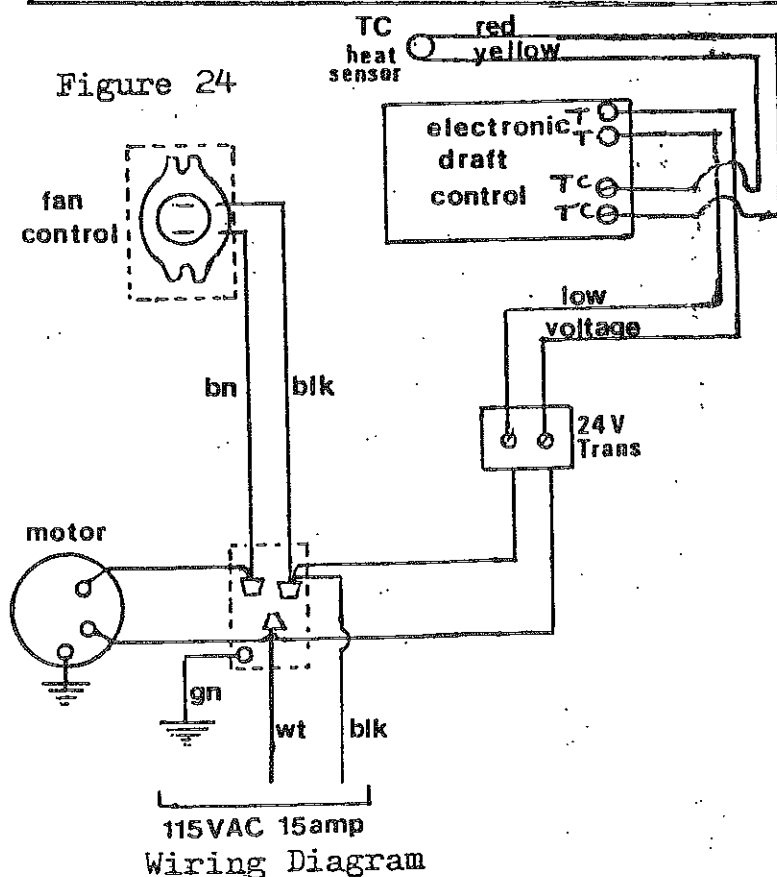 Figure 24
TC
heat
sensor
red
yellow
electronic
draft
control
T
T
TC
TC
fan
control
low
voltage
bn
blk
24V
Trans
motor
gn
wt
blk
115VAC 15amp
Wiring Diagram